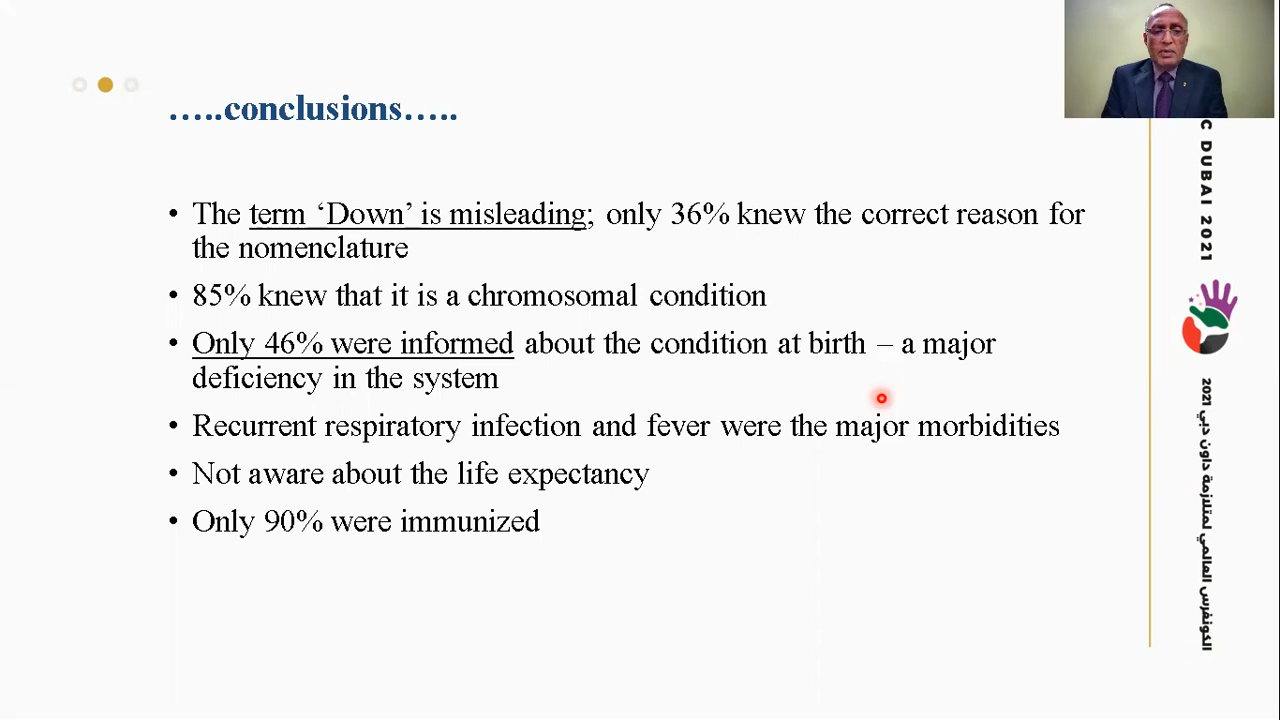 …..conclusions…..
• The term ‘Down’ is misleading; only 36% knew the correct reason for
the nomenclature
• 85% knew that it is a chromosomal condition
• Only 46% were informed about the condition at birth – a major
deficiency in the system
• Recurrent respiratory infection and fever were the major morbidities
• Not aware about the life expectancy
• Only 90% were immunized
DUBAI 2021
الكونفرس العالمي لمتلازمة داون دبي 2021